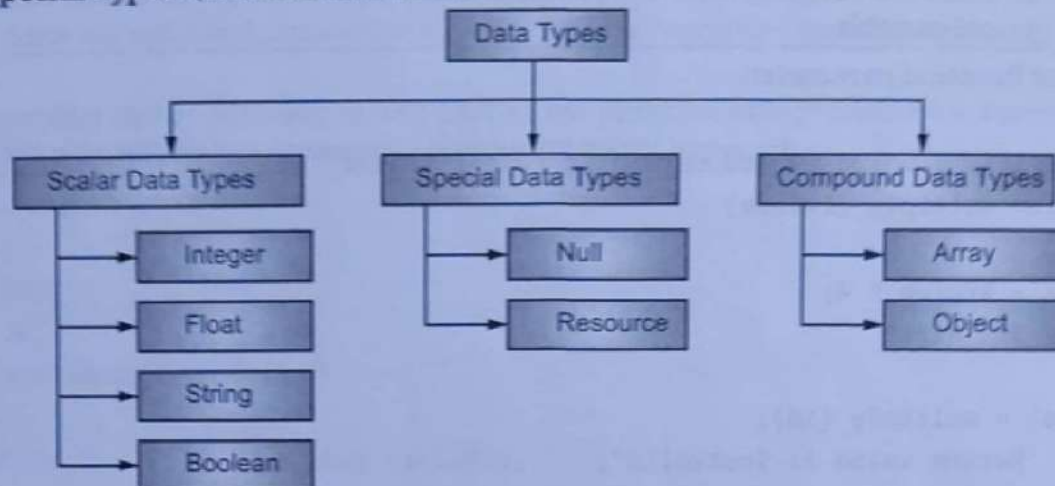 Data Types
Scalar Data Types
Special Data Types
Compound Data Types
Integer
Null
Array
Float
Resource
Object
String
Boolean